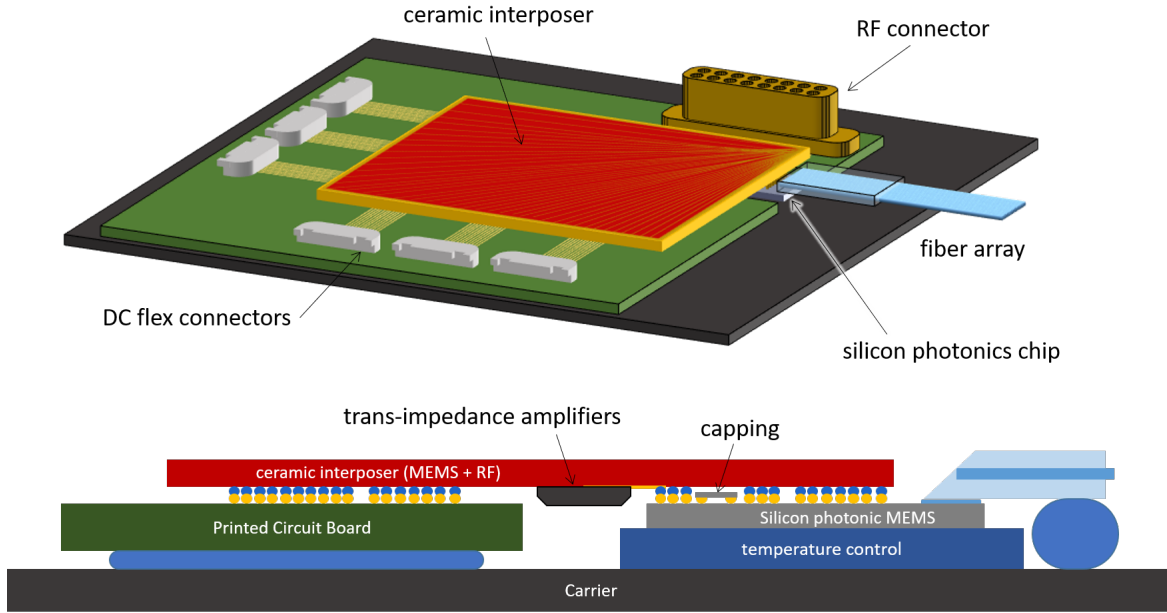 ceramic interposer
RF connector
fiber array
DC flex connectors
silicon photonics chip
trans-impedance amplifiers
capping
ceramic interposer (MEMS + RF)
Printed Circuit Board
Silicon photonic MEMS
temperature control
Carrier